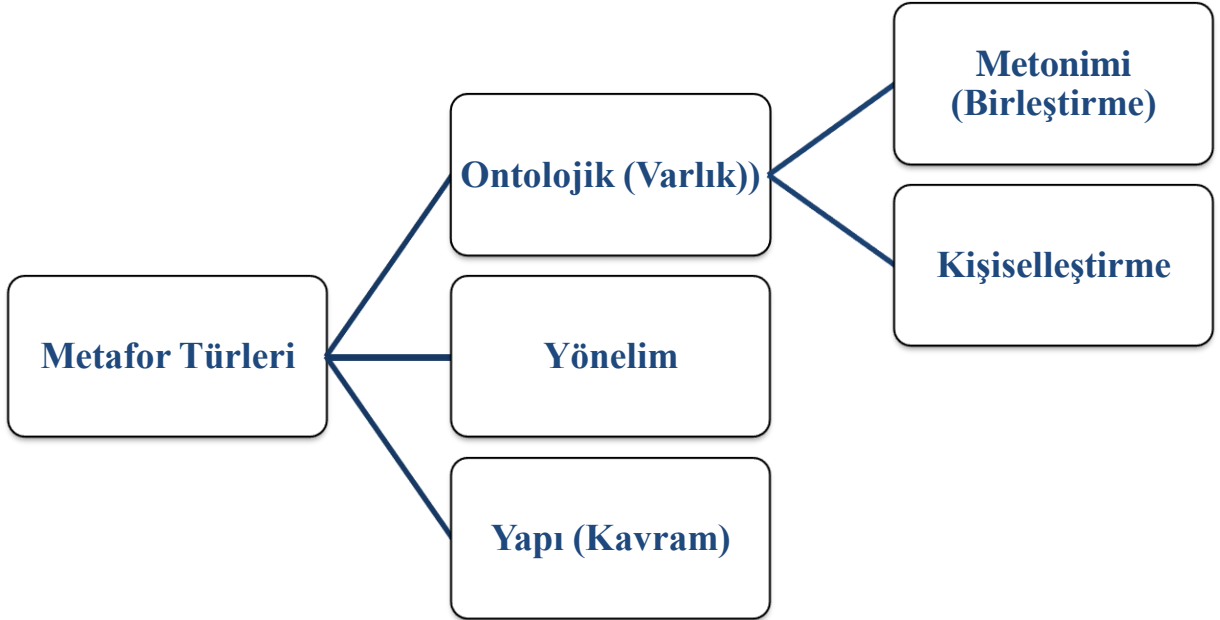 Metafor Türleri
Ontolojik (Varlık))
Metonimi
(Birleştirme)
Kişiselleştirme
Yönelim
Yapı (Kavram)